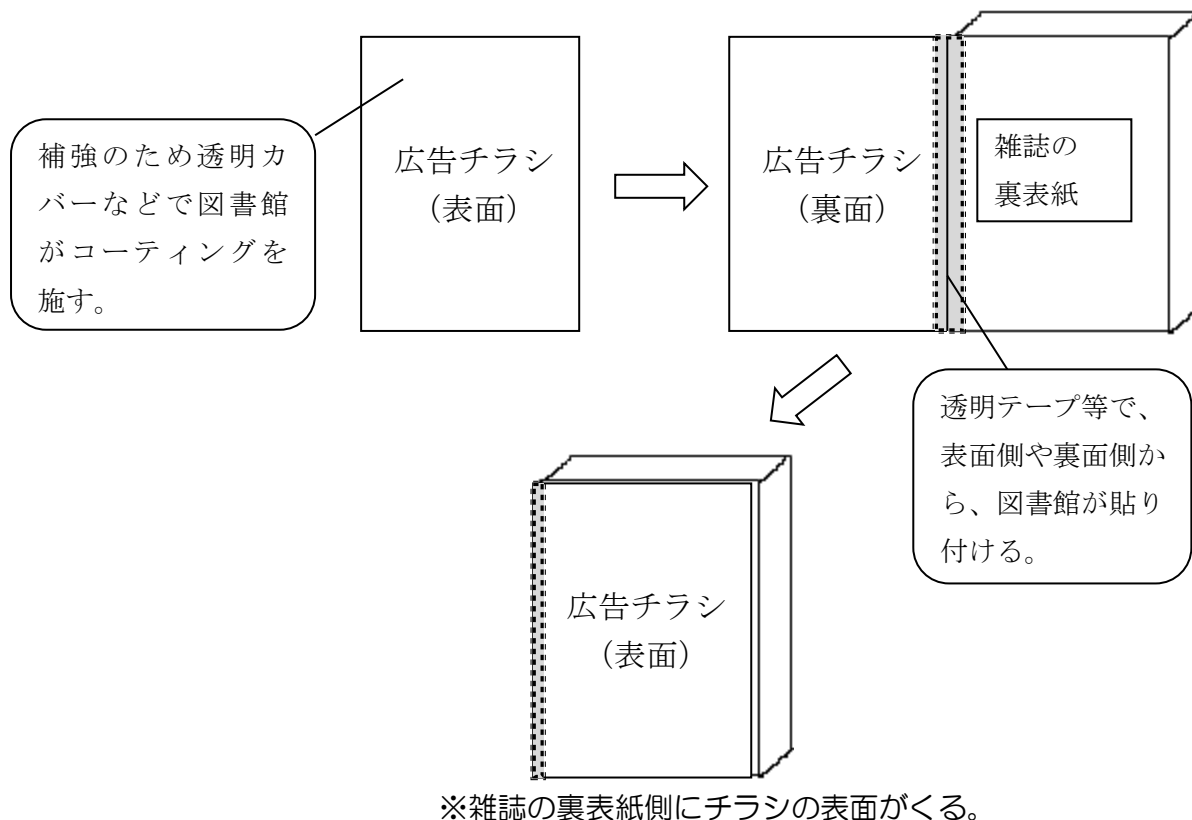 補強のため透明カ
バーなどで図書館
がコーティングを
施す。
広告チラシ
（表面）
広告チラシ
（裏面）
雑誌の
裏表紙
透明テープ等で、
表面側や裏面側か
ら、図書館が貼り
付ける。
広告チラシ
（表面）
※雑誌の裏表紙側にチラシの表面がくる。